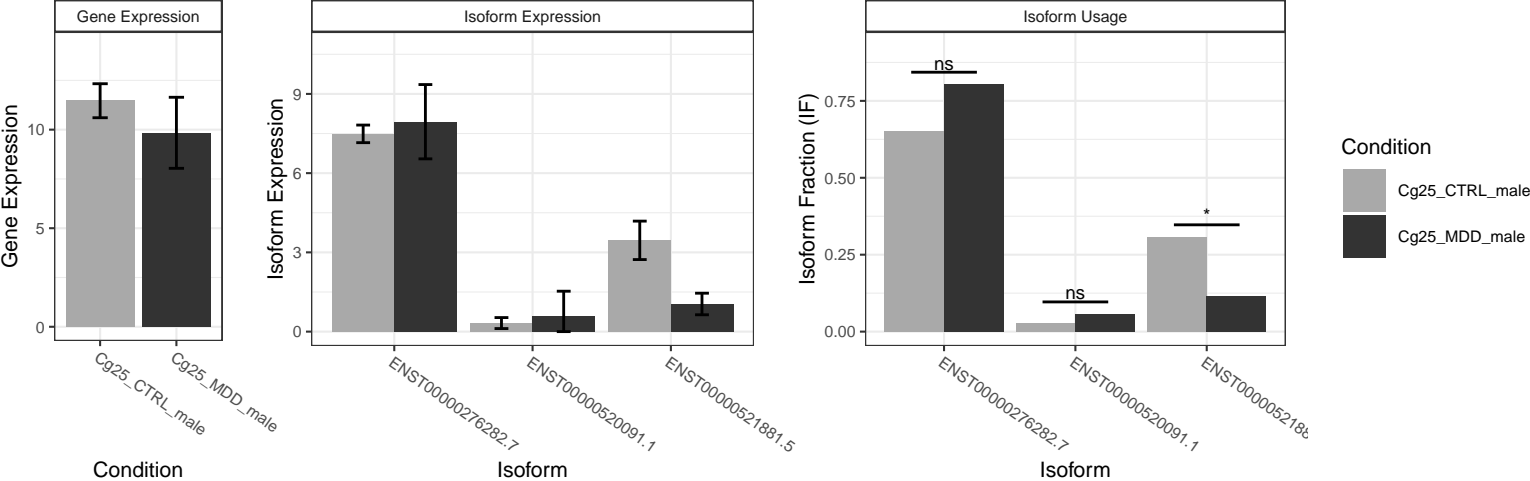 Gene Expression
Gene Expression
10
5
0
Cg25_CTRL_male
Cg25_MDD_male
Condition
Isoform Expression
Isoform Expression
9
6
3
0
ENST00000276282.7
ENST00000520091.1
ENST00000521881.5
Isoform
Isoform Usage
Isoform Fraction (IF)
0.75
0.50
0.25
0.00
ns
ns
*
ENST00000276282.7
ENST00000520091.1
ENST0000052188
Isoform
Condition
Cg25_CTRL_male
Cg25_MDD_male